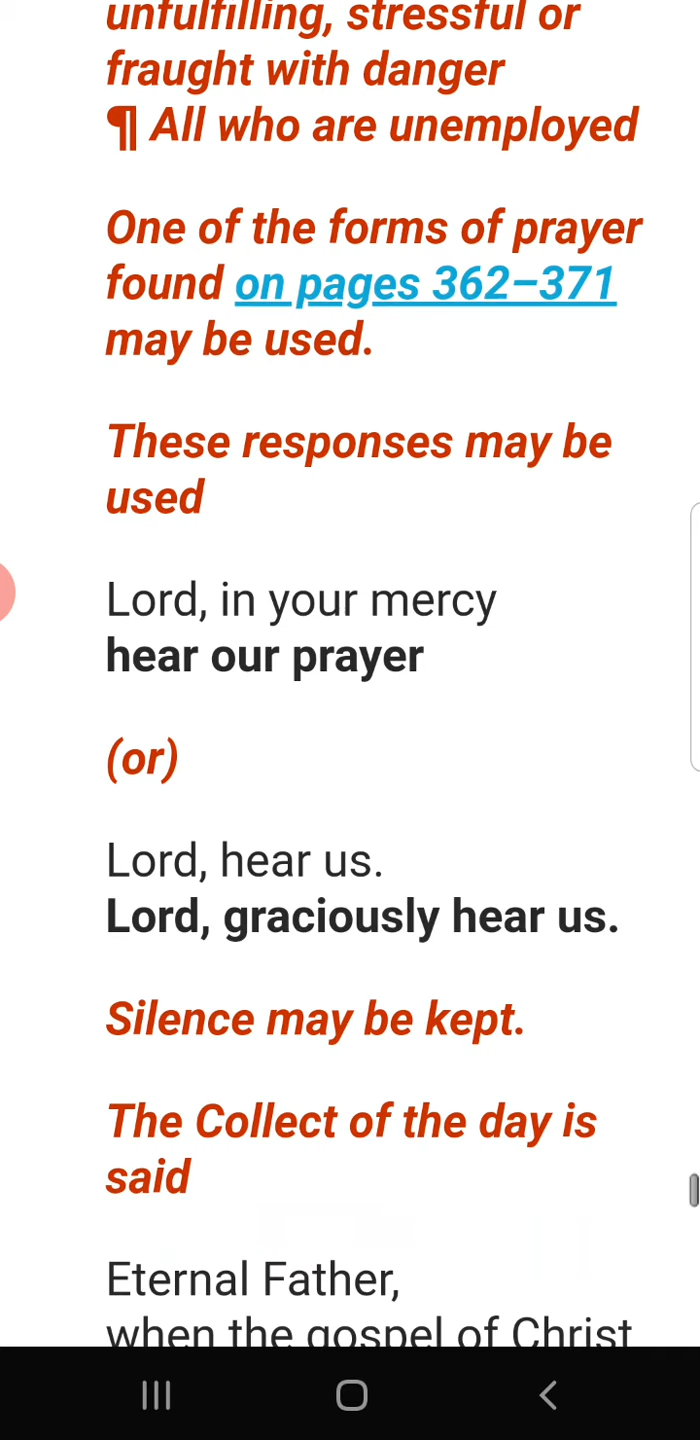 unfulfilling, stressful or
fraught with danger
¶ All who are unemployed
One of the forms of prayer
found on pages 362–371
may be used.
These responses may be
used
Lord, in your mercy
hear our prayer
(or)
Lord, hear us.
Lord, graciously hear us.
Silence may be kept.
The Collect of the day is
said
Eternal Father,
when the gospel of Christ